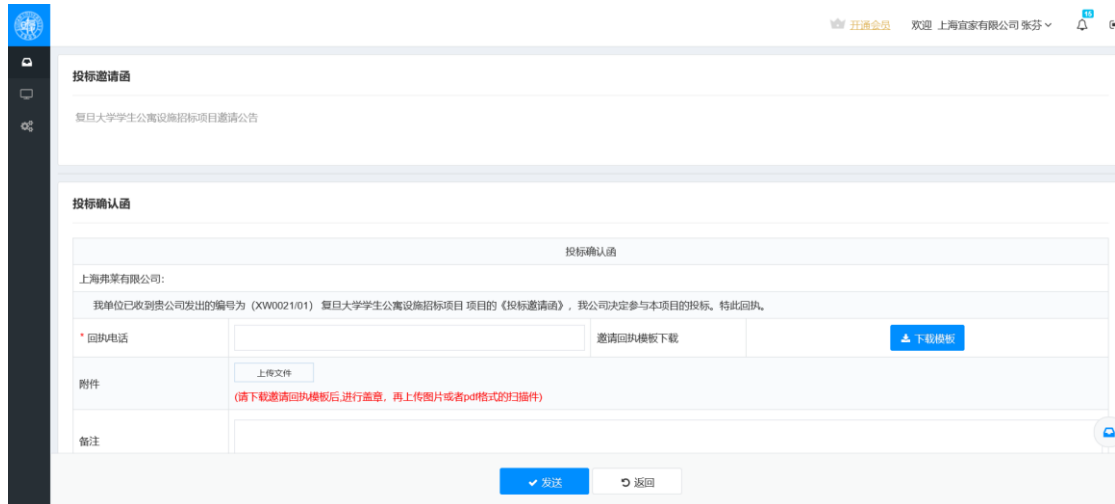 开通会员 欢迎 上海宜家有限公司 张芬 15
投标邀请函
复旦大学学生公寓设施招标项目邀请公告
投标确认函
投标确认函
上海弗莱有限公司:
我单位已收到贵公司发出的编号为（XW0021/01） 复旦大学学生公寓设施招标项目 项目的《投标邀请函》，我公司决定参与本项目的投标。特此回执。
* 回执电话 邀请回执模板下载 下载模板
附件 上传文件
(请下载邀请回执模板后,进行盖章，再上传图片或者pdf格式的扫描件)
备注
发送 返回